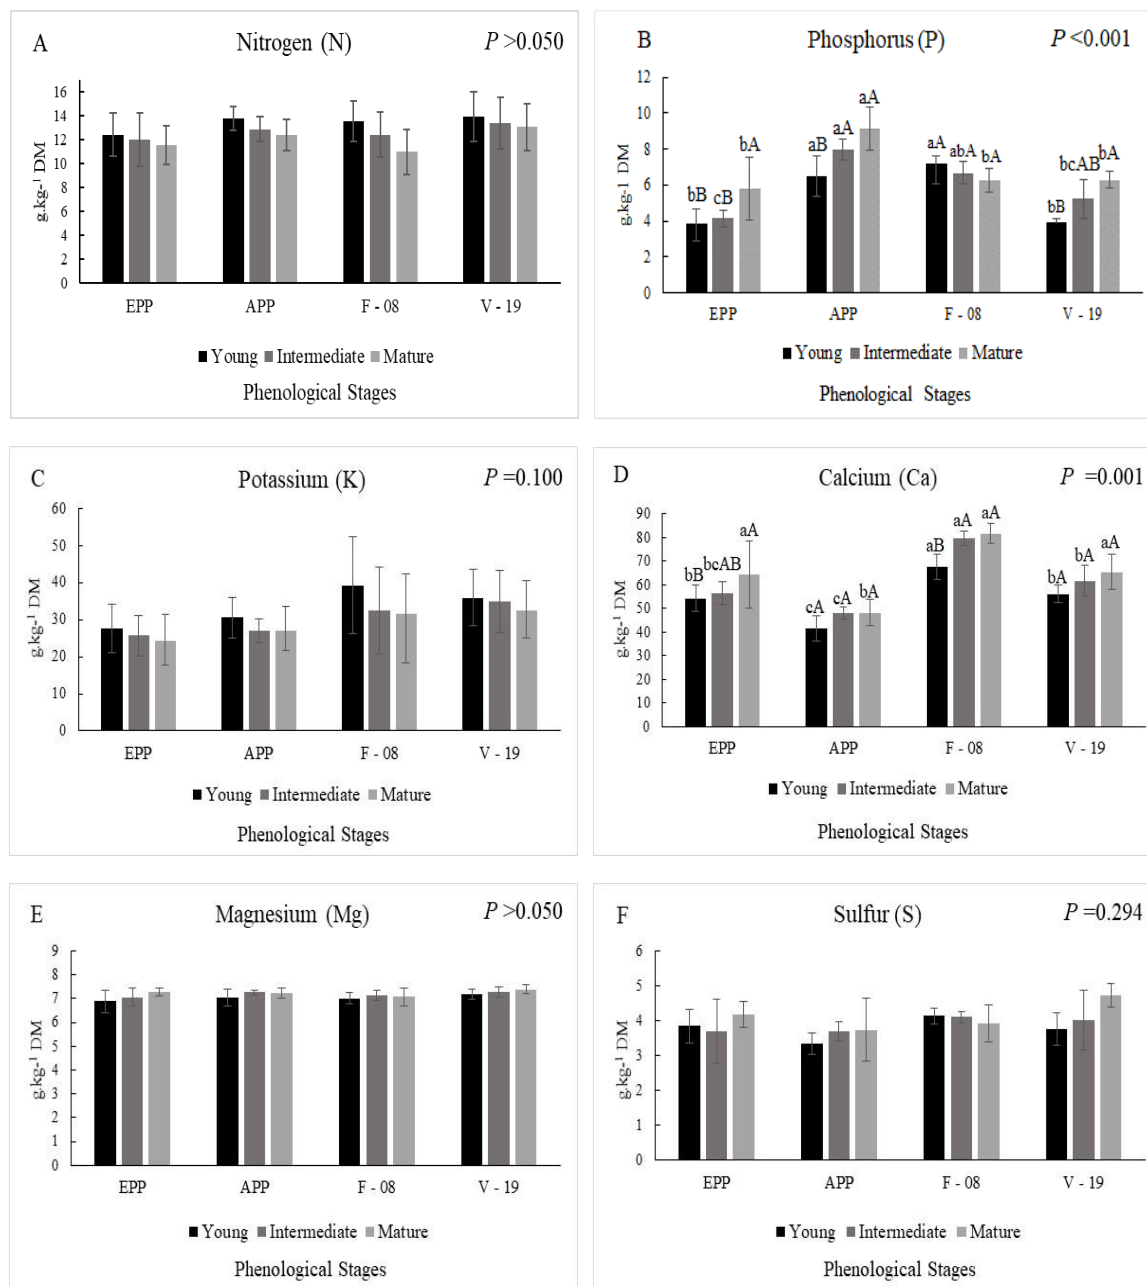 A Nitrogen (N) P >0.050
g.kg-¹ DM
16
14
12
10
8
6
4
2
0
EPP APP F - 08 V - 19
Young Intermediate Mature
Phenological Stages
B Phosphorus (P) P <0.001
g.kg-1 DM
12
10
8
6
4
2
0
bB cB bA aB aA aA aA abA bA bB bcAB bA
EPP APP F - 08 V - 19
Young Intermediate Mature
Phenological Stages
C Potassium (K) P =0.100
g.kg-¹ DM
60
50
40
30
20
10
0
EPP APP F - 08 V - 19
Young Intermediate Mature
Phenological Stages
D Calcium (Ca) P =0.001
g.kg-¹ DM
90
80
70
60
50
40
30
20
10
0
bB bcAB aA cA cA bA aB aA aA bA bA aA
EPP APP F - 08 V - 19
Young Intermediate Mature
Phenological Stages
E Magnesium (Mg) P >0.050
g.kg-¹ DM
9
8
7
6
5
4
3
2
1
0
EPP APP F - 08 V - 19
Young Intermediate Mature
Phenological Stages
F Sulfur (S) P =0.294
g.kg-¹ DM
6
5
4
3
2
1
0
EPP APP F - 08 V - 19
Young Intermediate Mature
Phenological Stages